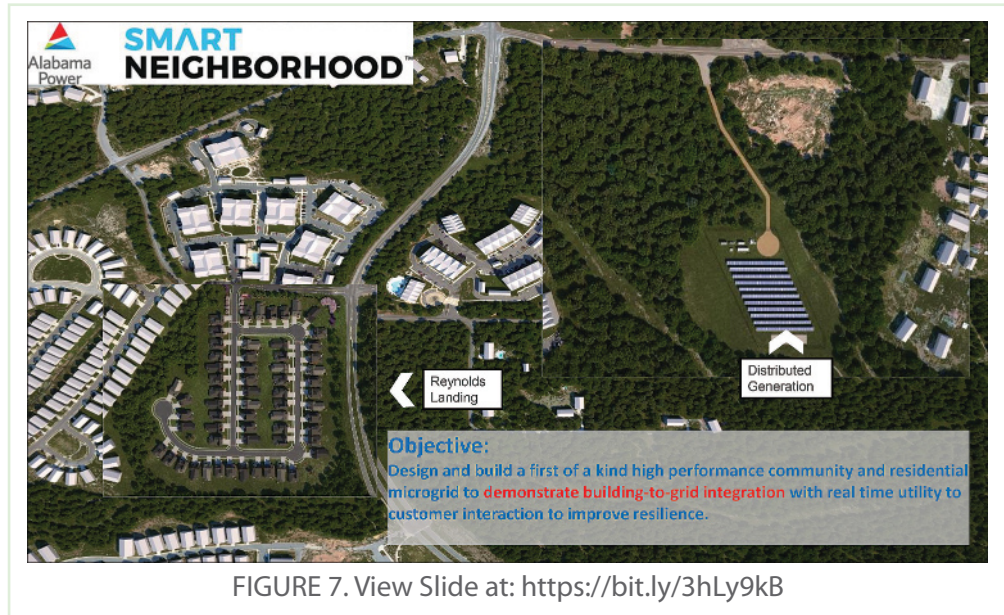 Alabama
Power
SMART
NEIGHBORHOOD™
Reynolds
Landing
Distributed
Generation
Objective:
Design and build a first of a kind high performance community and residential
microgrid to demonstrate building-to-grid integration with real time utility to
customer interaction to improve resilience.
FIGURE 7. View Slide at: https://bit.ly/3hLy9kB